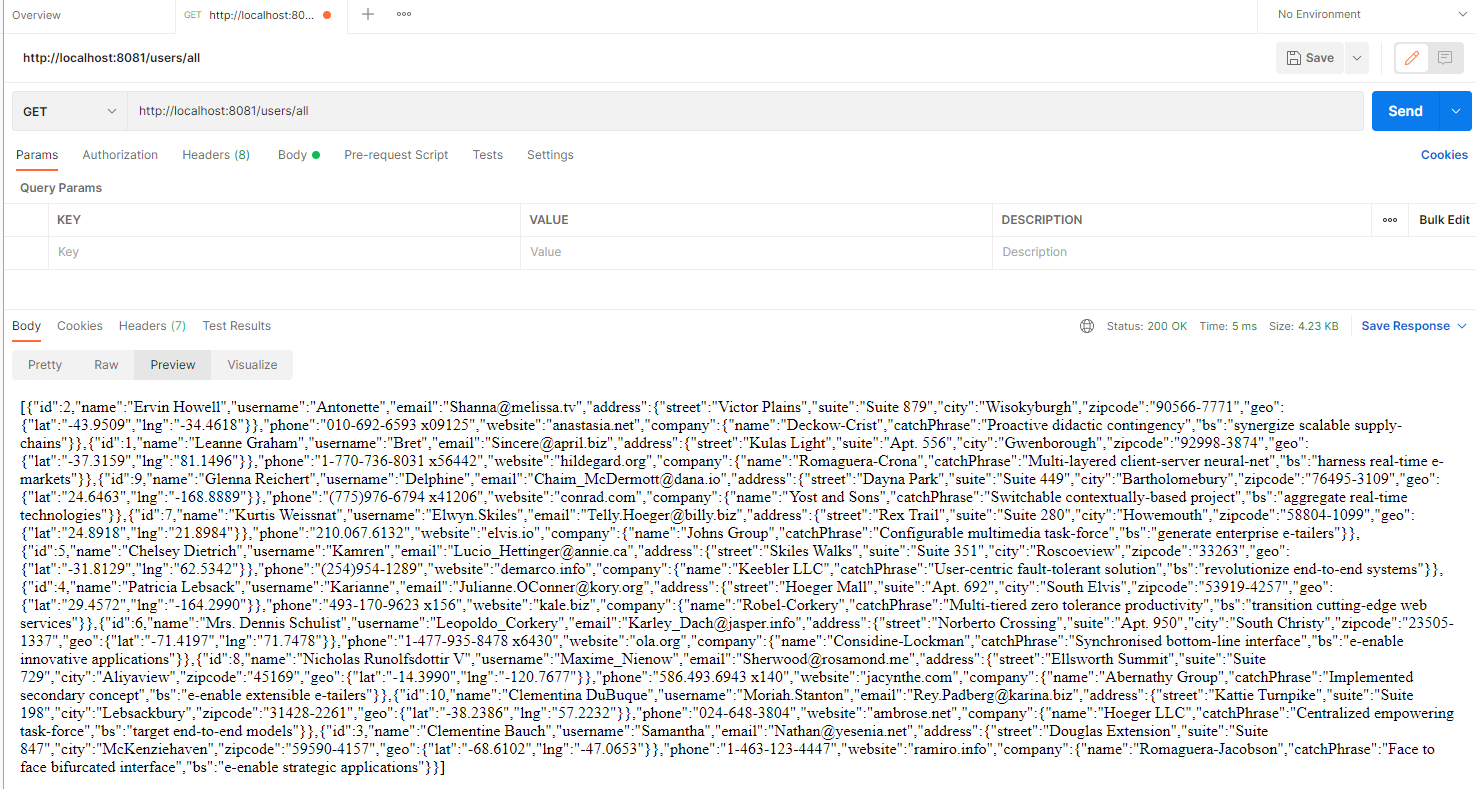 Overview
GET http://localhost:80...
No Environment
http://localhost:8081/users/all
Save
GET http://localhost:8081/users/all Send
Params Authorization Headers (8) Body Pre-request Script Tests Settings Cookies
Query Params
KEY VALUE DESCRIPTION Bulk Edit
Key Value Description
Body Cookies Headers (7) Test Results Status: 200 OK Time: 5 ms Size: 4.23 KB Save Response
Pretty Raw Preview Visualize
[{"id":2,"name":"Ervin Howell","username":"Antonette","email":"Shanna@melissa.tv","address":{"street":"Victor Plains","suite":"Suite 879","city":"Wisokyburgh","zipcode":"90566-7771","geo":
{"lat":"-43.9509","lng":"-34.4618"}},"phone":"010-692-6593 x09125","website":"anastasia.net","company":{"name":"Deckow-Crist","catchPhrase":"Proactive didactic contingency","bs":"synergize scalable supply-
chains"}},{"id":1,"name":"Leanne Graham","username":"Bret","email":"Sincere@april.biz","address":{"street":"Kulas Light","suite":"Apt. 556","city":"Gwenborough","zipcode":"92998-3874","geo":
{"lat":"-37.3159","lng":"81.1496"}},"phone":"1-770-736-8031 x56442","website":"hildegard.org","company":{"name":"Romaguera-Crona","catchPhrase":"Multi-layered client-server neural-net","bs":"harness real-time e-
markets"}},{"id":9,"name":"Glenna Reichert","username":"Delphine","email":"Chaim_McDermott@dana.io","address":{"street":"Dayna Park","suite":"Suite 449","city":"Bartholomebury","zipcode":"76495-3109","geo":
{"lat":"24.6463","lng":"-168.8889"}},"phone":"(775)976-6794 x41206","website":"conrad.com","company":{"name":"Yost and Sons","catchPhrase":"Switchable contextually-based project","bs":"aggregate real-time
technologies"}},{"id":7,"name":"Kurtis Weissnat","username":"Elwyn.Skiles","email":"Telly.Hoeger@billy.biz","address":{"street":"Rex Trail","suite":"Suite 280","city":"Howemouth","zipcode":"58804-1099","geo":
{"lat":"24.8918","lng":"21.8984"}},"phone":"210.067.6132","website":"elvis.io","company":{"name":"Johns Group","catchPhrase":"Configurable multimedia task-force","bs":"generate enterprise e-tailers"}},
{"id":5,"name":"Chelsey Dietrich","username":"Kamren","email":"Lucio_Hettinger@annie.ca","address":{"street":"Skiles Walks","suite":"Suite 351","city":"Roscoeview","zipcode":"33263","geo":
{"lat":"-31.8129","lng":"62.5342"}},"phone":"(254)954-1289","website":"demarco.info","company":{"name":"Keebler LLC","catchPhrase":"User-centric fault-tolerant solution","bs":"revolutionize end-to-end systems"}},
{"id":4,"name":"Patricia Lebsack","username":"Karianne","email":"Julianne.OConner@kory.org","address":{"street":"Hoeger Mall","suite":"Apt. 692","city":"South Elvis","zipcode":"53919-4257","geo":
{"lat":"29.4572","lng":"-164.2990"}},"phone":"493-170-9623 x156","website":"kale.biz","company":{"name":"Robel-Corkery","catchPhrase":"Multi-tiered zero tolerance productivity","bs":"transition cutting-edge web
services"}},{"id":6,"name":"Mrs. Dennis Schulist","username":"Leopoldo_Corkery","email":"Karley_Dach@jasper.info","address":{"street":"Norberto Crossing","suite":"Apt. 950","city":"South Christy","zipcode":"23505-
1337","geo":{"lat":"-71.4197","lng":"71.7478"}},"phone":"1-477-935-8478 x6430","website":"ola.org","company":{"name":"Considine-Lockman","catchPhrase":"Synchronised bottom-line interface","bs":"e-enable
innovative applications"}},{"id":8,"name":"Nicholas Runolfsdottir V","username":"Maxime_Nienow","email":"Sherwood@rosamond.me","address":{"street":"Ellsworth Summit","suite":"Suite
729","city":"Aliyaview","zipcode":"45169","geo":{"lat":"-14.3990","lng":"-120.7677"}},"phone":"586.493.6943 x140","website":"jacynthe.com","company":{"name":"Abernathy Group","catchPhrase":"Implemented
secondary concept","bs":"e-enable extensible e-tailers"}},{"id":10,"name":"Clementina DuBuque","username":"Moriah.Stanton","email":"Rey.Padberg@karina.biz","address":{"street":"Kattie Turnpike","suite":"Suite
198","city":"Lebsackbury","zipcode":"31428-2261","geo":{"lat":"-38.2386","lng":"57.2232"}},"phone":"024-648-3804","website":"ambrose.net","company":{"name":"Hoeger LLC","catchPhrase":"Centralized empowering
task-force","bs":"target end-to-end models"}},{"id":3,"name":"Clementine Bauch","username":"Samantha","email":"Nathan@yesenia.net","address":{"street":"Douglas Extension","suite":"Suite
847","city":"McKenziehaven","zipcode":"59590-4157","geo":{"lat":"-68.6102","lng":"-47.0653"}},"phone":"1-463-123-4447","website":"ramiro.info","company":{"name":"Romaguera-Jacobson","catchPhrase":"Face to
face bifurcated interface","bs":"e-enable strategic applications"}}]